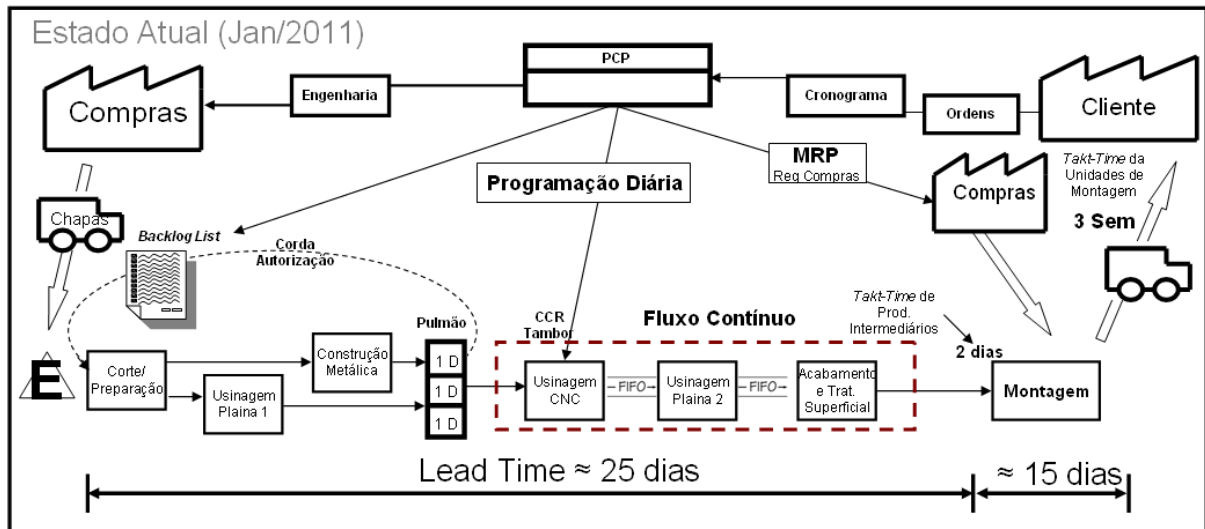 Estado Atual (Jan/2011)
PCP
Compras
Engenharia
Cronograma
Ordens
Cliente
Chapas
Backlog List
Corda
Autorização
Programação Diária
MRP
Req Compras
Compras
Takt-Time da
Unidades de
Montagem
3 Sem
Pulmão
CCR
Tambor
Fluxo Contínuo
Takt-Time de
Prod.
Intermediários
2 dias
E
Corte/
Preparação
Construção
Metálica
Usinagem
Plaina 1
1 D
1 D
1 D
Usinagem
CNC
FIFO
Usinagem
Plaina 2
FIFO
Acabamento
e Trat.
Superficial
Montagem
Lead Time ≈ 25 dias
≈ 15 dias